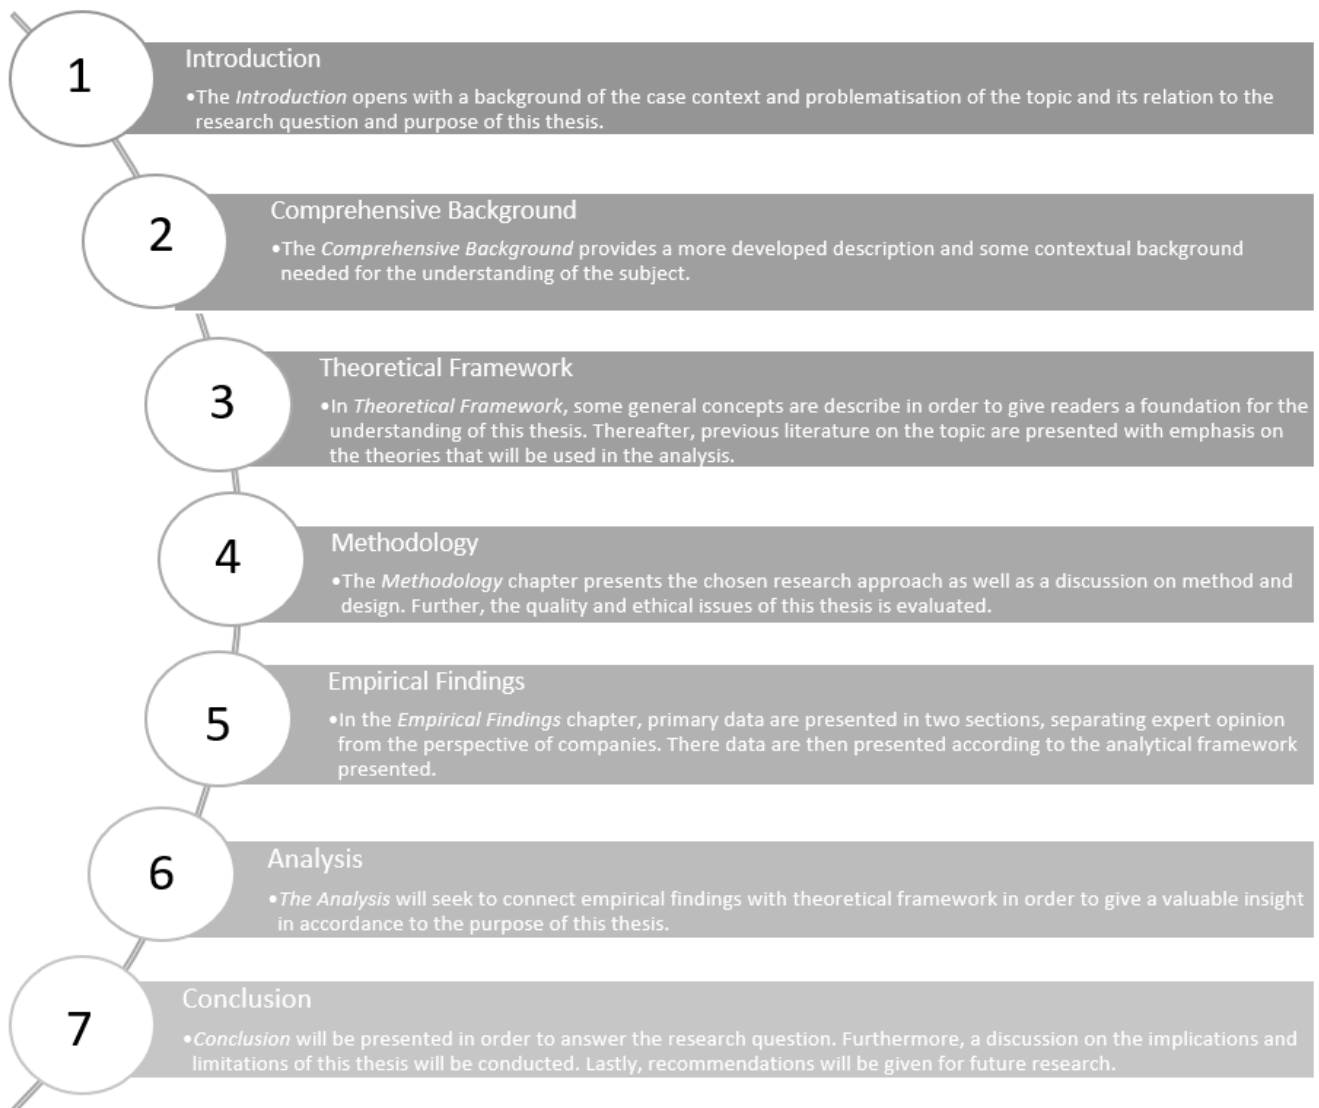 1
Introduction
•The Introduction opens with a background of the case context and problematisation of the topic and its relation to the
research question and purpose of this thesis.
2
Comprehensive Background
•The Comprehensive Background provides a more developed description and some contextual background
needed for the understanding of the subject.
3
Theoretical Framework
•In Theoretical Framework, some general concepts are describe in order to give readers a foundation for the
understanding of this thesis. Thereafter, previous literature on the topic are presented with emphasis on
the theories that will be used in the analysis.
4
Methodology
•The Methodology chapter presents the chosen research approach as well as a discussion on method and
design. Further, the quality and ethical issues of this thesis is evaluated.
5
Empirical Findings
•In the Empirical Findings chapter, primary data are presented in two sections, separating expert opinion
from the perspective of companies. There data are then presented according to the analytical framework
presented.
6
Analysis
•The Analysis will seek to connect empirical findings with theoretical framework in order to give a valuable insight
in accordance to the purpose of this thesis.
7
Conclusion
•Conclusion will be presented in order to answer the research question. Furthermore, a discussion on the implications and
limitations of this thesis will be conducted. Lastly, recommendations will be given for future research.